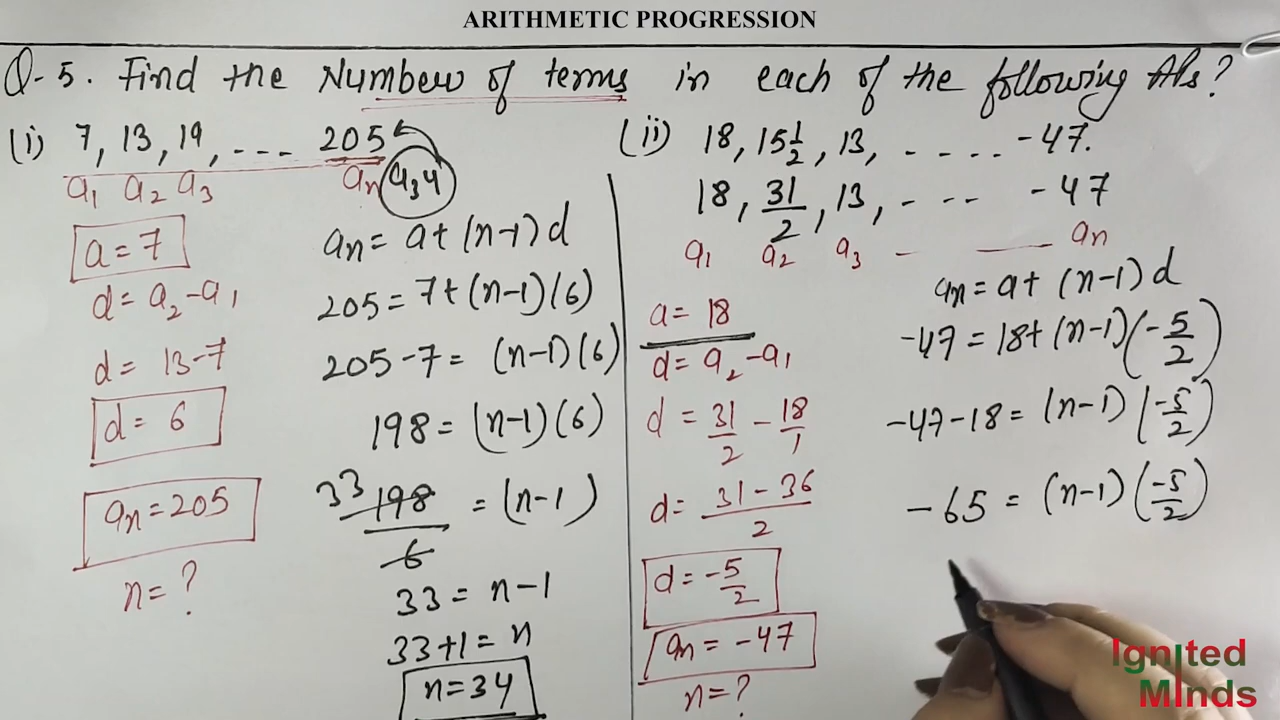 ARITHMETIC PROGRESSION
Q-5. Find the Number of terms in each of the following APs?
(i) 7, 13, 19, ---- 205
a₁ a₂ a₃ aₙ a₃₄
a = 7
d = a₂ - a₁
d = 13 - 7
d = 6
aₙ = 205
n = ?
aₙ = a + (n-1) d
205 = 7 + (n-1) (6)
205 - 7 = (n-1) (6)
198 = (n-1) (6)
33 198/6 = (n-1)
33 = n - 1
33 + 1 = n
n = 34
(ii) 18, 15 1/2, 13, - - - - -47.
18, 31/2, 13, - - - -47
a₁ a₂ a₃ - — aₙ
a = 18
d = a₂ - a₁
d = 31/2 - 18/1
d = 31 - 36/2
d = -5/2
aₙ = -47
n = ?
aₙ = a + (n-1) d
-47 = 18 + (n-1) (-5/2)
-47 - 18 = (n-1) (-5/2)
-65 = (n-1) (-5/2)
Ignited
Minds